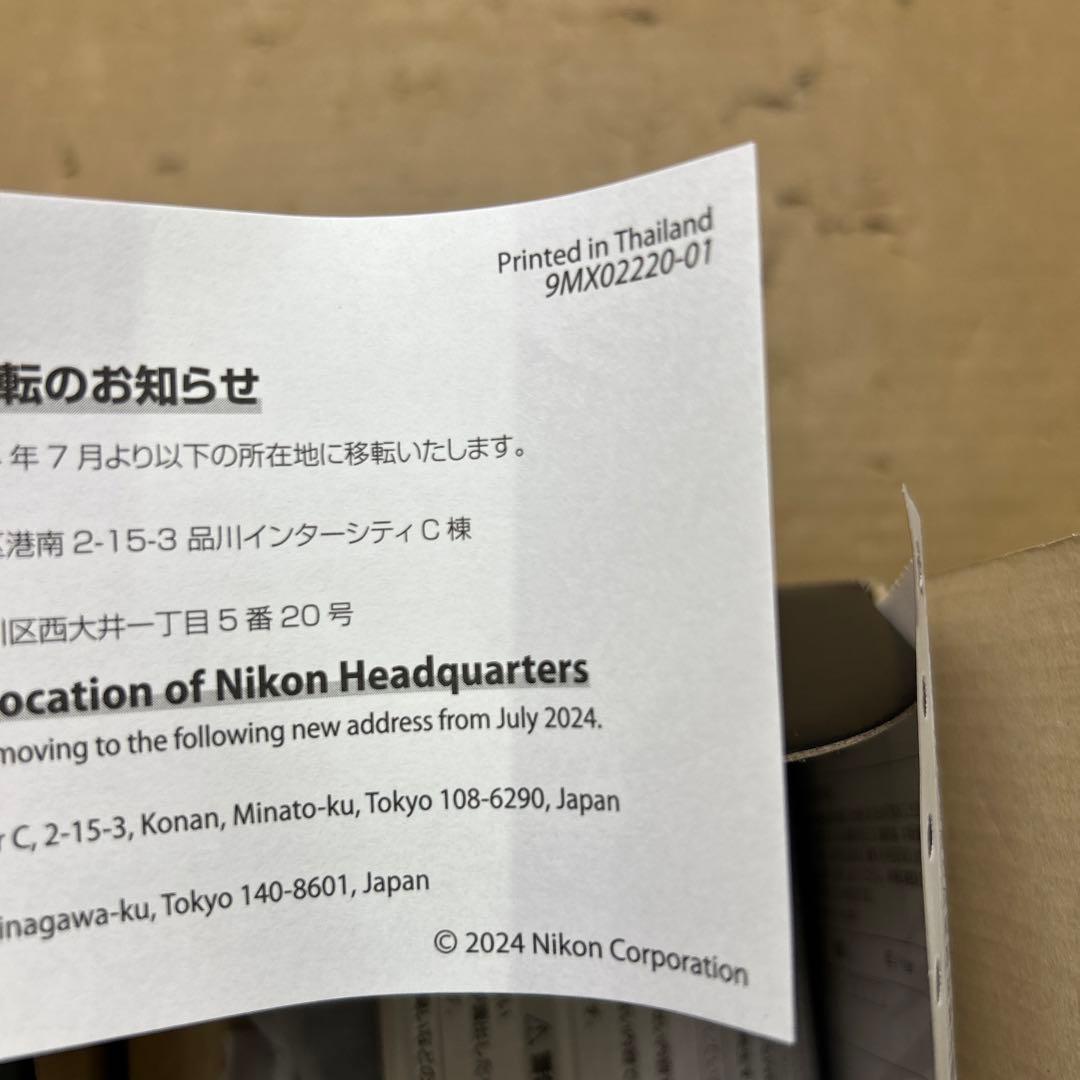 Printed in Thailand
9MX02220-01
転のお知らせ
年7月より以下の所在地に移転いたします。
港南 2-15-3 品川インターシティ C 棟
区西大井一丁目 5 番 20 号
ocation of Nikon Headquarters
moving to the following new address from July 2024.
r C, 2-15-3, Konan, Minato-ku, Tokyo 108-6290, Japan
inagawa-ku, Tokyo 140-8601, Japan
© 2024 Nikon Corporation